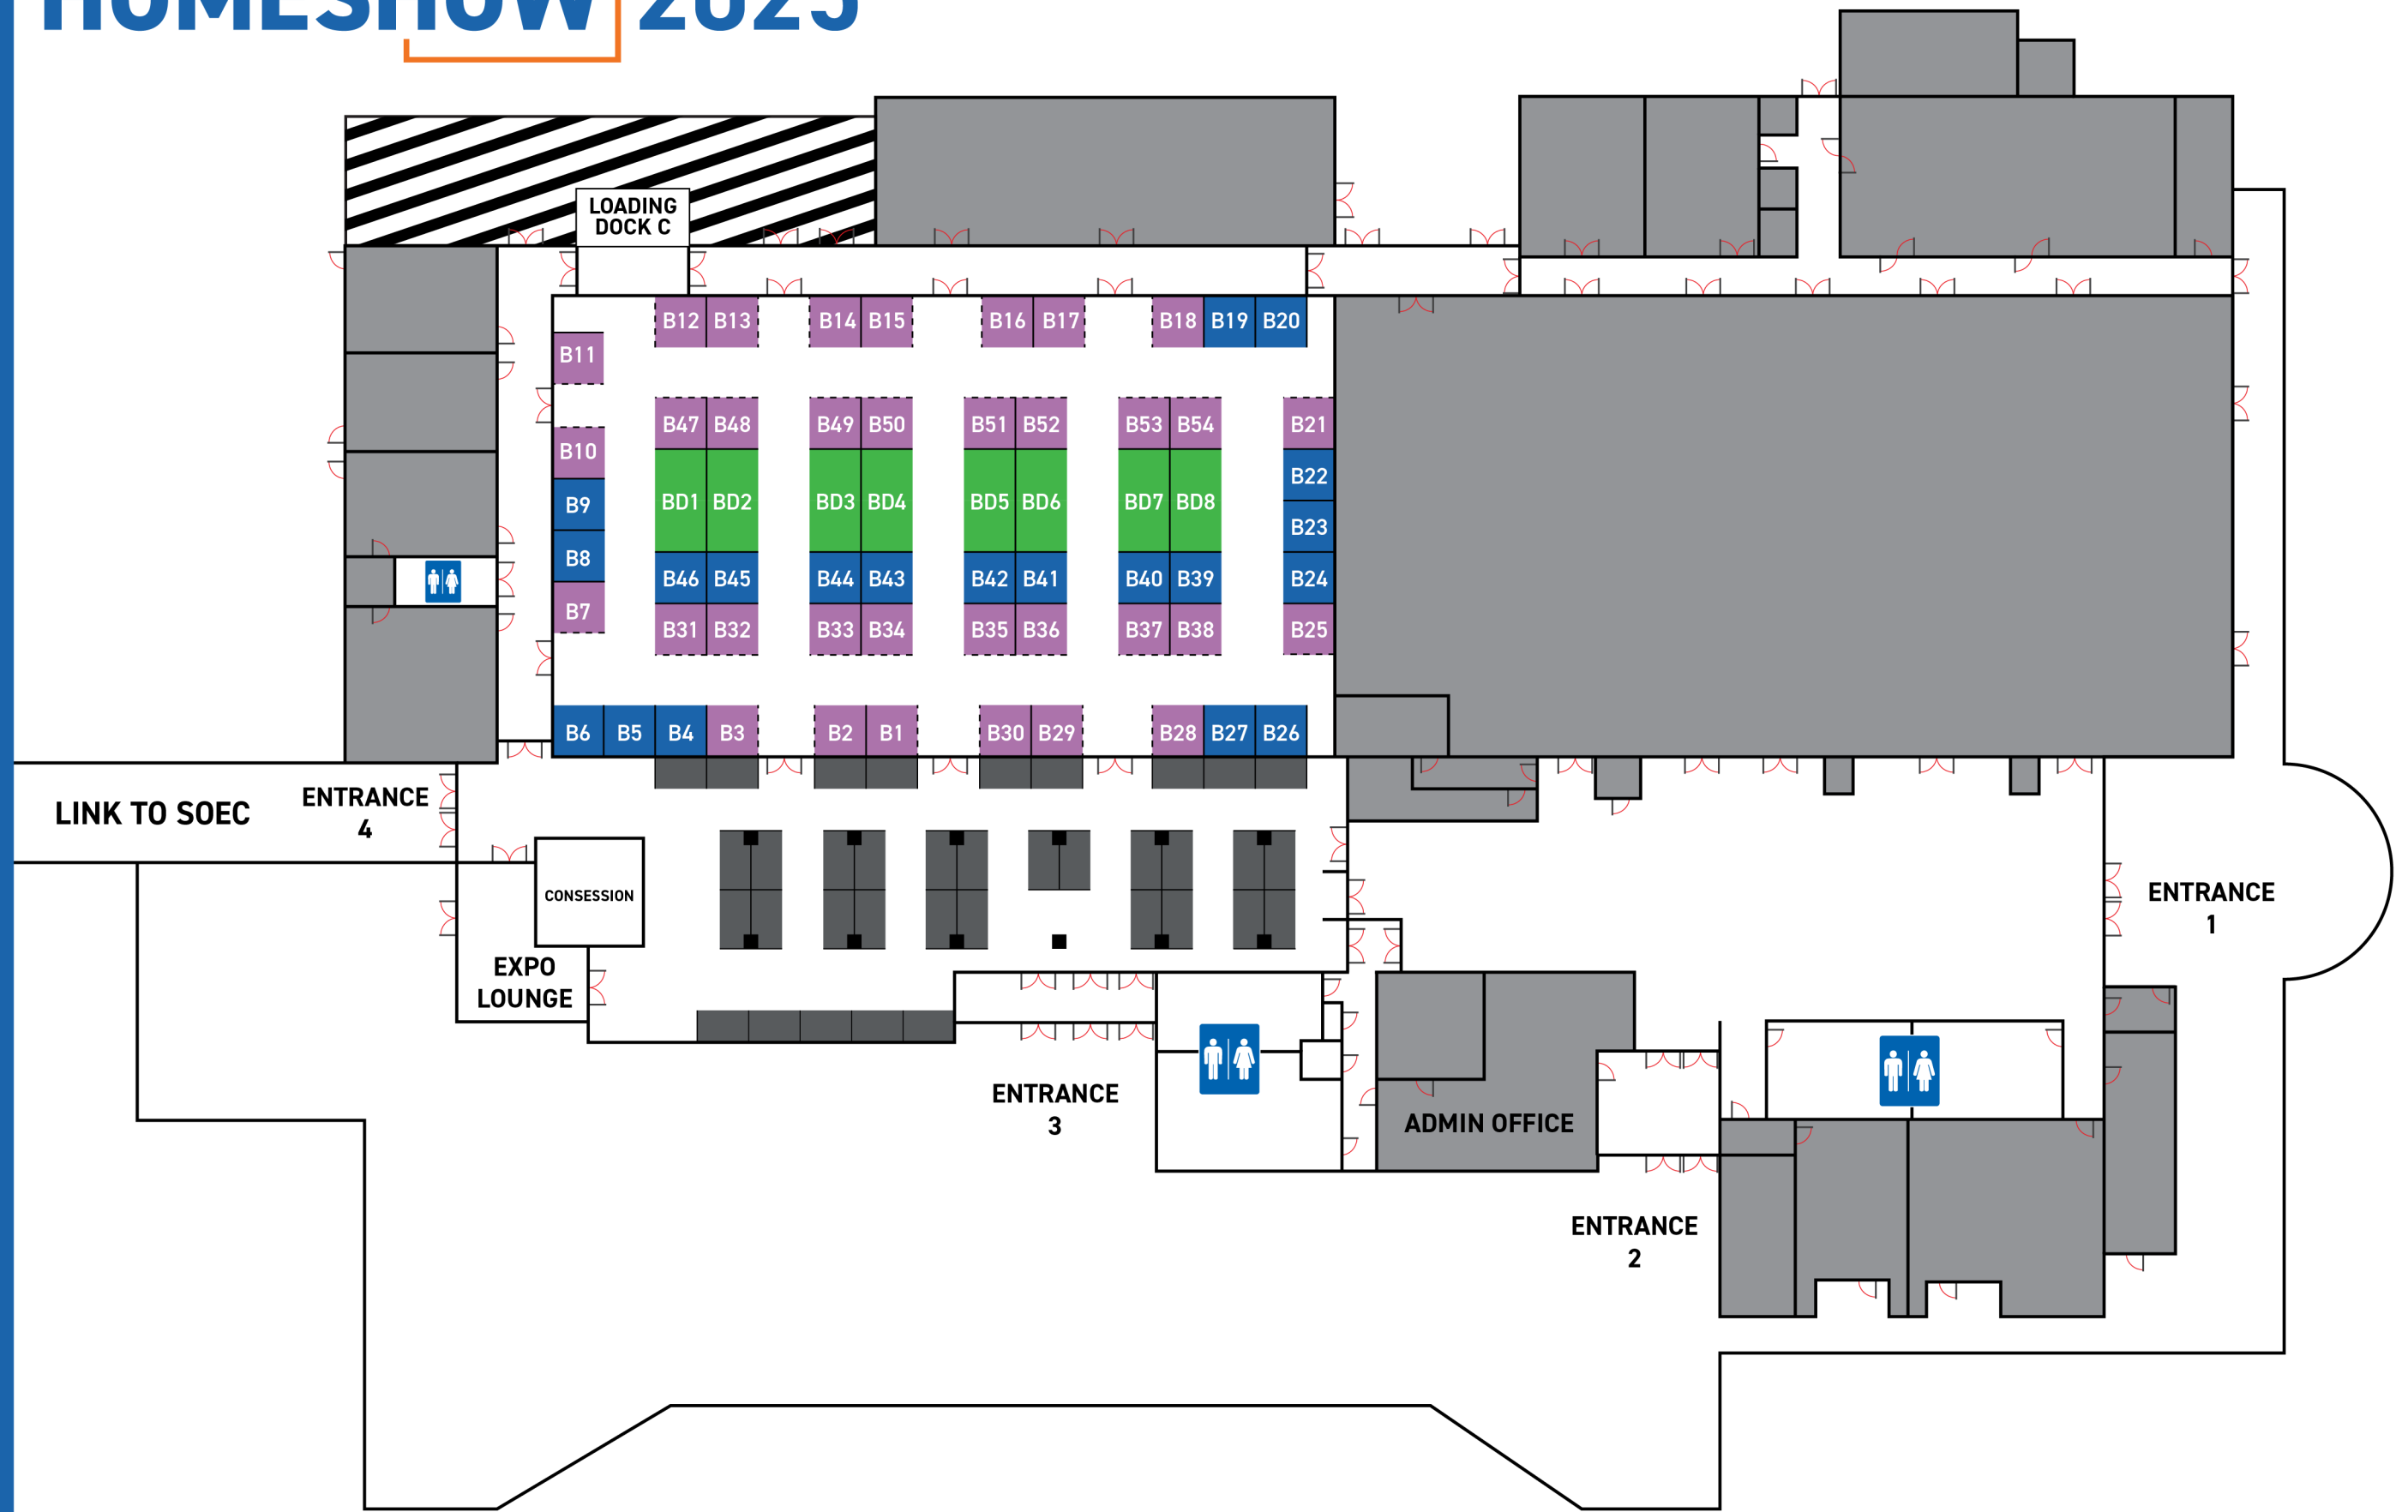 HOMESHOW 2025
LOADING
DOCK C
B12 B13 B14 B15 B16 B17 B18 B19 B20
B11
B47 B48 B49 B50 B51 B52 B53 B54 B21
B10
B22
BD1 BD2 BD3 BD4 BD5 BD6 BD7 BD8
B9
B23
B8
B46 B45 B44 B43 B42 B41 B40 B39 B24
B7
B31 B32 B33 B34 B35 B36 B37 B38 B25
B6 B5 B4 B3 B2 B1 B30 B29 B28 B27 B26
LINK TO SOEC
ENTRANCE
4
CONSESSION
ENTRANCE
1
EXPO
LOUNGE
ENTRANCE
3
ADMIN OFFICE
ENTRANCE
2